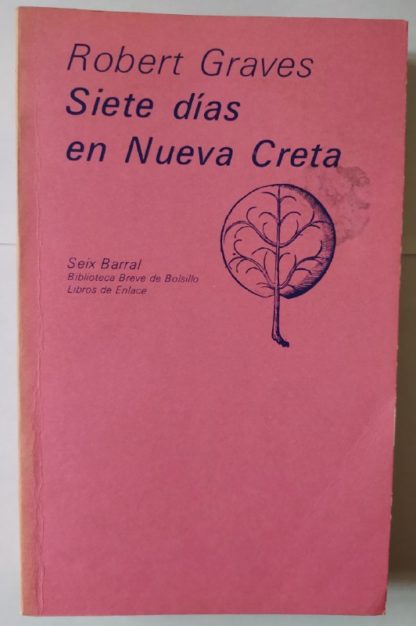 Robert Graves
Siete días
en Nueva Creta
Seix Barral
Biblioteca Breve de Bolsillo
Libros de Enlace